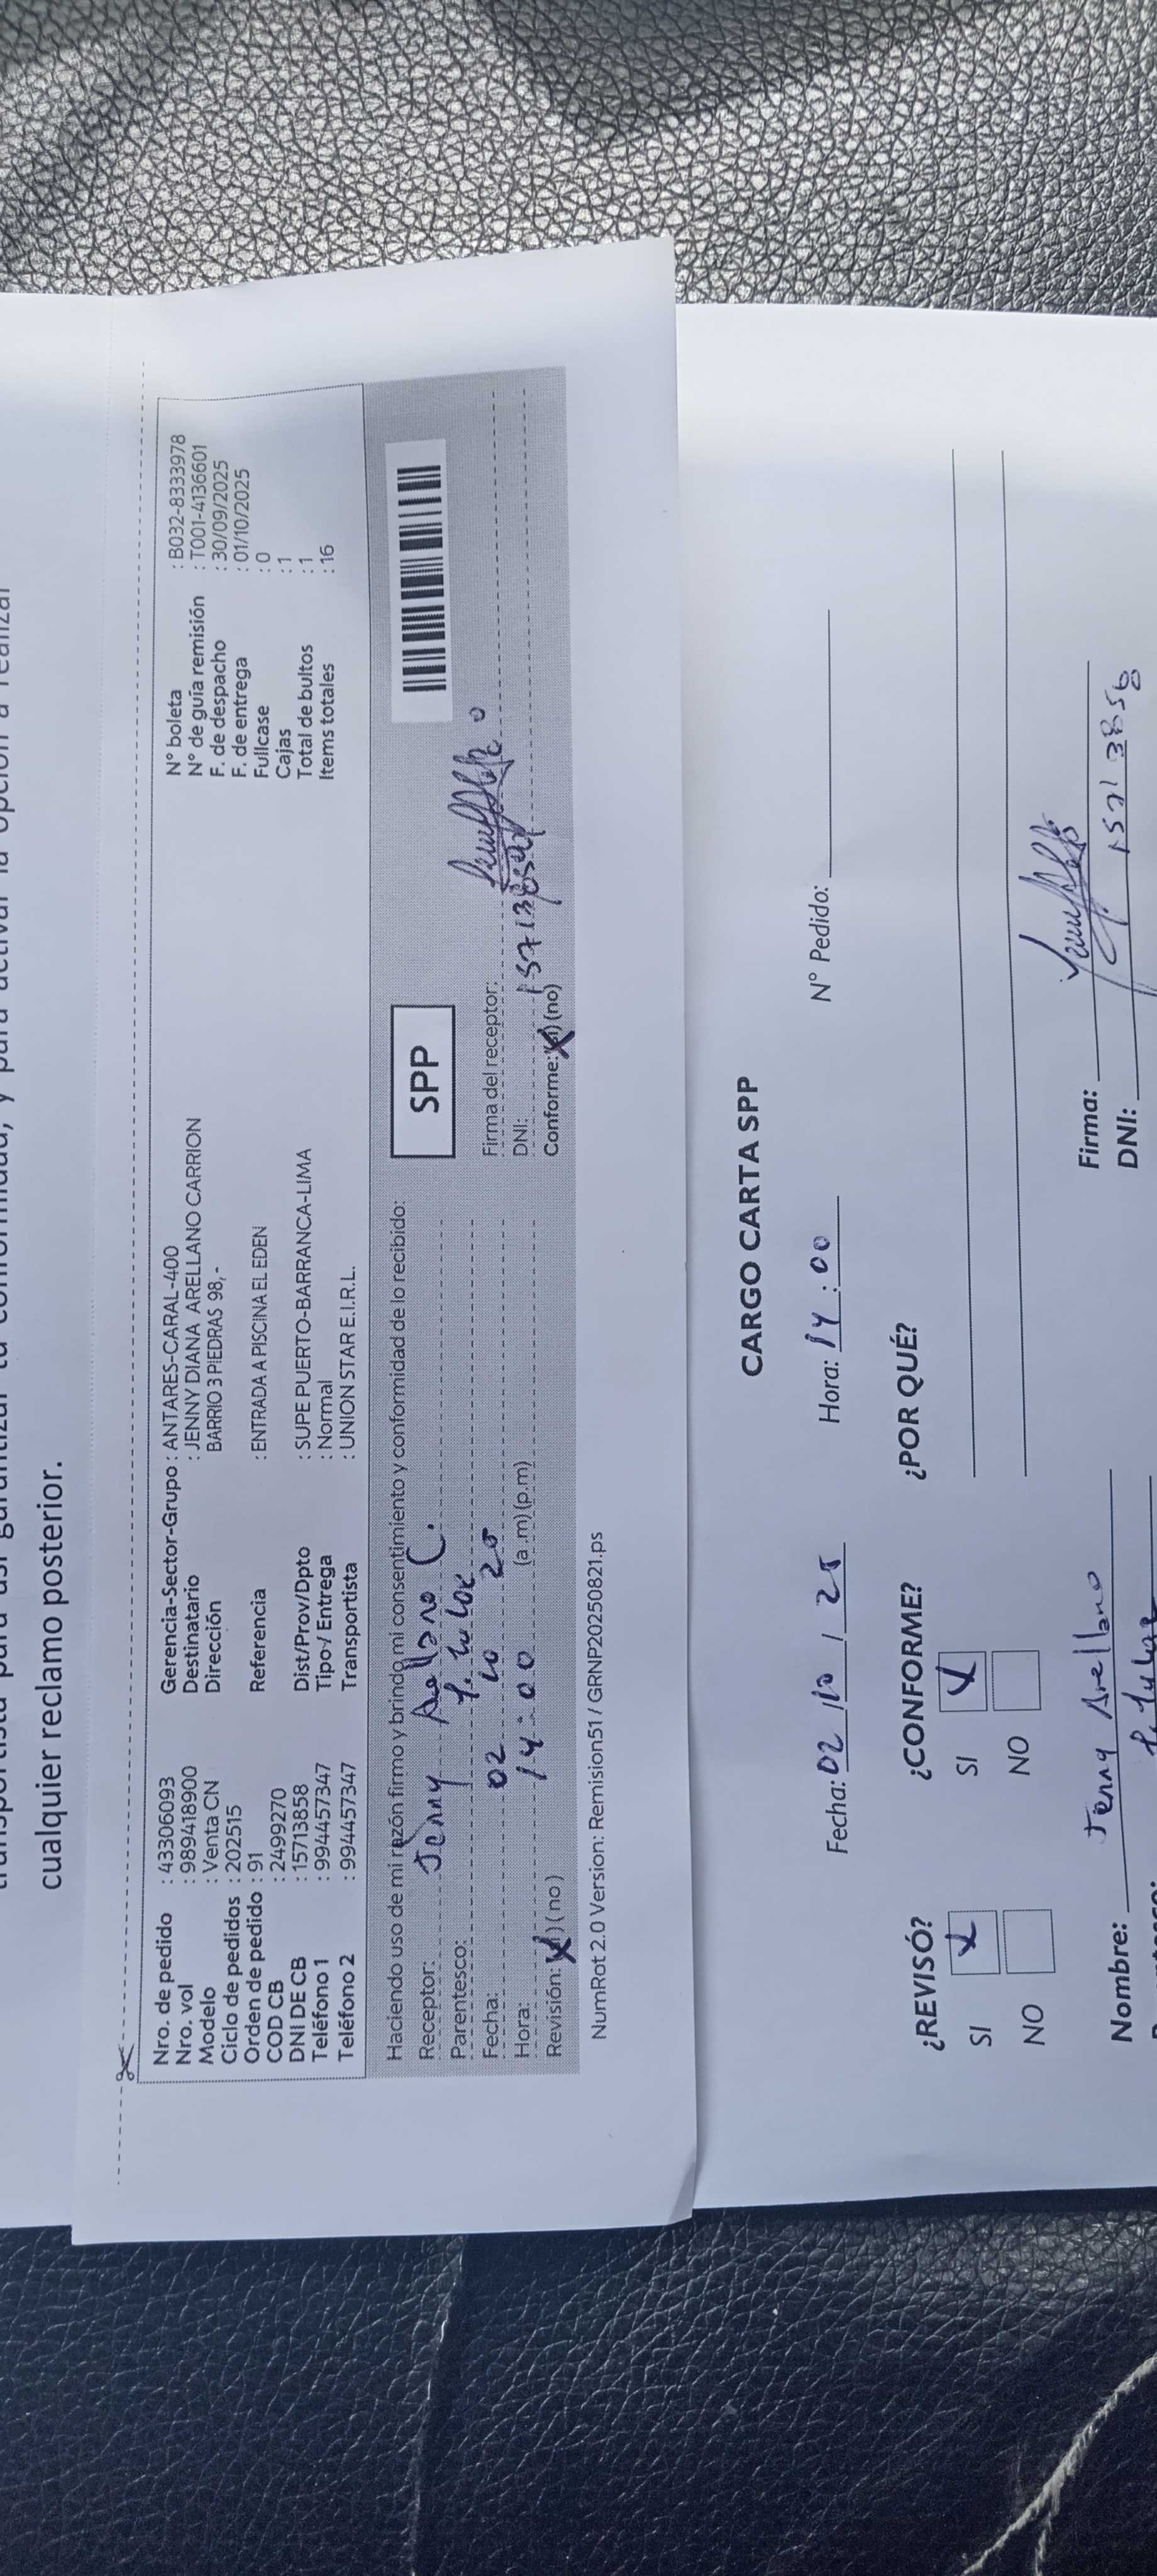 cualquier reclamo posterior.
Nro. de pedido : 43306093
Nro. vol : 989418900
Modelo : Venta CN
Ciclo de pedidos : 202515
Orden de pedido : 91
COD CB : 2499270
DNI DE CB : 15713858
Teléfono 1 : 994457347
Teléfono 2 : 994457347
Gerencia-Sector-Grupo : ANTARES-CARAL-400
Destinatario : JENNY DIANA ARELLANO CARRION
Dirección BARRIO 3 PIEDRAS 98,-
Referencia : ENTRADA A PISCINA EL EDEN
Dist/Prov/Dpto : SUPE PUERTO-BARRANCA-LIMA
Tipo-/ Entrega : Normal
Transportista : UNION STAR E.I.R.L.
N° boleta : B032-8333978
N° de guía remisión : T001-4136601
F. de despacho : 30/09/2025
F. de entrega : 01/10/2025
Fullcase : 0
Cajas : 1
Total de bultos : 1
Items totales : 16
Haciendo uso de mi razón firmo y brindo mi consentimiento y conformidad de lo recibido:
Receptor: Jenny Arellano C.
Parentesco:
Fecha: 02 10 25
Hora: 14:00 (a.m) (p.m)
Revisión: (no)
SPP
Firma del receptor:
DNI:
Conforme: (no)
NumRot 2.0 Version: Remision51 / GRNP20250821.ps
CARGO CARTA SPP
Fecha: 02 / 10 / 25 Hora: 14:00 N° Pedido:
¿REVISÓ? ¿CONFORME? ¿POR QUÉ?
SI X SI X
NO NO
Nombre: Jenny Arellano Firma:
DNI: 15713858